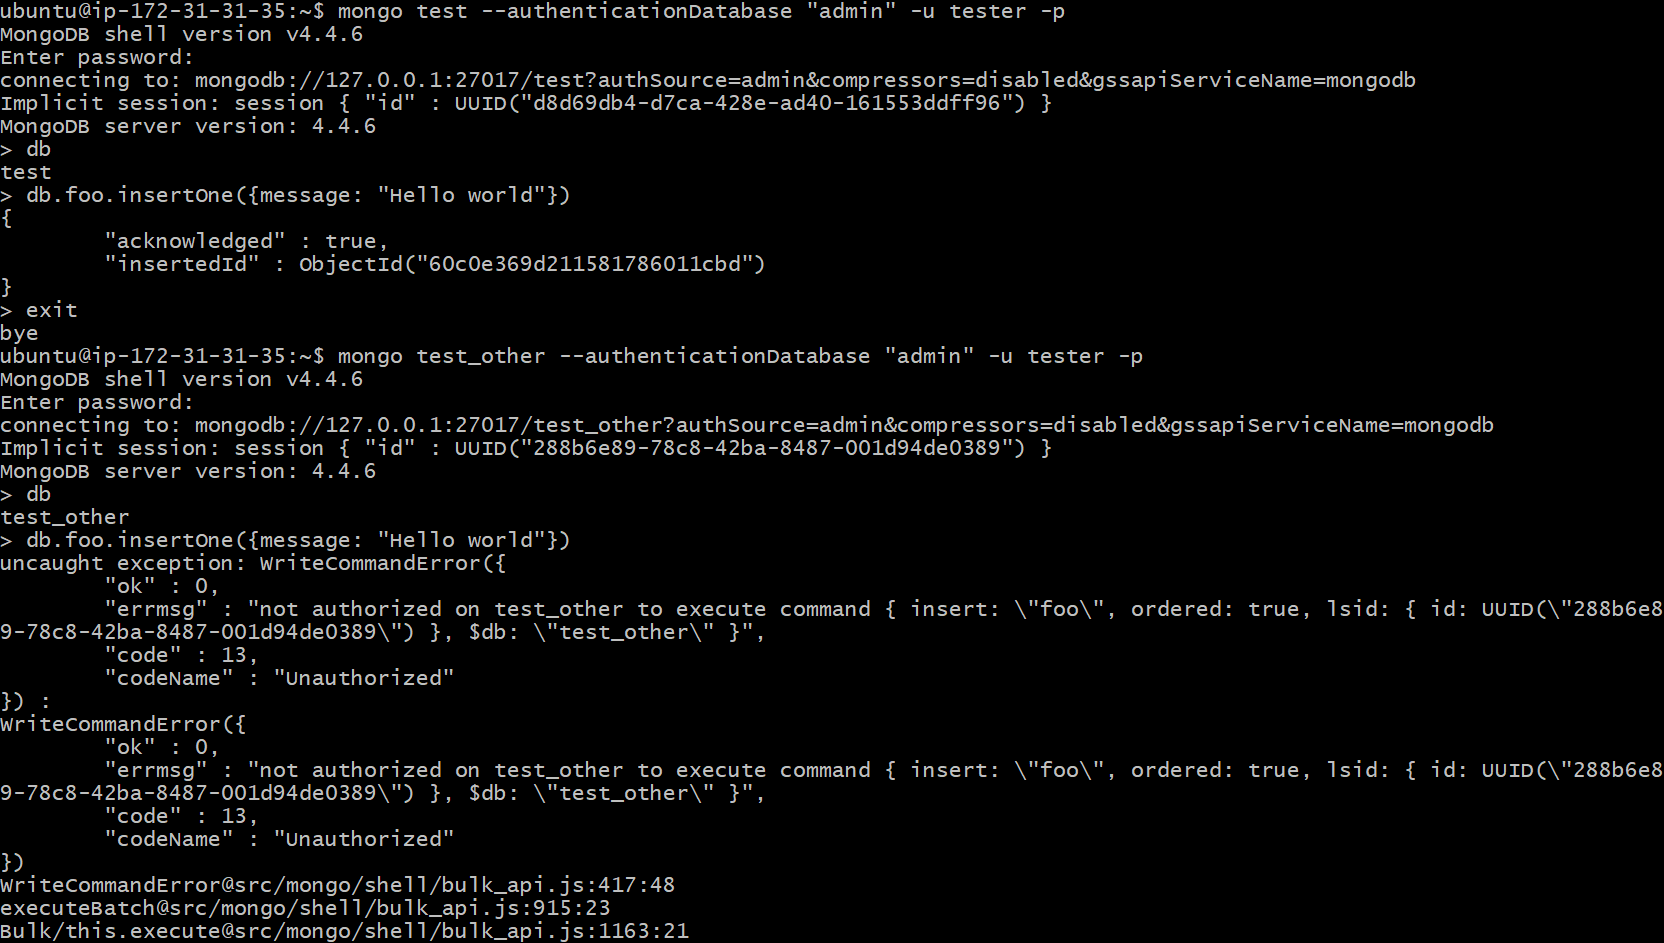 ubuntu@ip-172-31-31-35:~$ mongo test --authenticationDatabase "admin" -u tester -p
MongoDB shell version v4.4.6
Enter password:
connecting to: mongodb://127.0.0.1:27017/test?authSource=admin&compressors=disabled&gssapiServiceName=mongodb
Implicit session: session { "id" : UUID("d8d69db4-d7ca-428e-ad40-161553ddff96") }
MongoDB server version: 4.4.6
> db
test
> db.foo.insertOne({message: "Hello world"})
{
        "acknowledged" : true,
        "insertedId" : ObjectId("60c0e369d211581786011cbd")
}
> exit
bye
ubuntu@ip-172-31-31-35:~$ mongo test_other --authenticationDatabase "admin" -u tester -p
MongoDB shell version v4.4.6
Enter password:
connecting to: mongodb://127.0.0.1:27017/test_other?authSource=admin&compressors=disabled&gssapiServiceName=mongodb
Implicit session: session { "id" : UUID("288b6e89-78c8-42ba-8487-001d94de0389") }
MongoDB server version: 4.4.6
> db
test_other
> db.foo.insertOne({message: "Hello world"})
uncaught exception: WriteCommandError({
        "ok" : 0,
        "errmsg" : "not authorized on test_other to execute command { insert: \"foo\", ordered: true, lsid: { id: UUID(\"288b6e8
9-78c8-42ba-8487-001d94de0389\") }, $db: \"test_other\" }",
        "code" : 13,
        "codeName" : "Unauthorized"
}) :
WriteCommandError({
        "ok" : 0,
        "errmsg" : "not authorized on test_other to execute command { insert: \"foo\", ordered: true, lsid: { id: UUID(\"288b6e8
9-78c8-42ba-8487-001d94de0389\") }, $db: \"test_other\" }",
        "code" : 13,
        "codeName" : "Unauthorized"
})
WriteCommandError@src/mongo/shell/bulk_api.js:417:48
executeBatch@src/mongo/shell/bulk_api.js:915:23
Bulk/this.execute@src/mongo/shell/bulk_api.js:1163:21